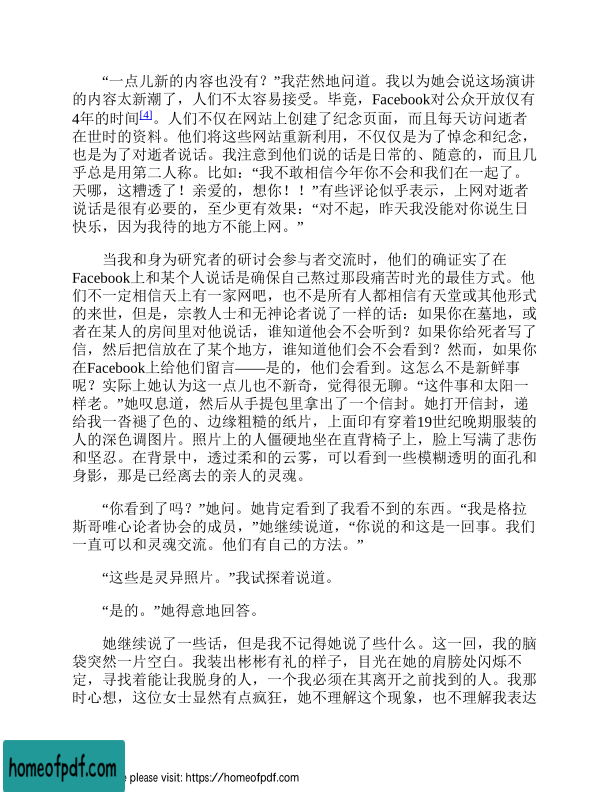 “一点儿新的内容也没有？”我茫然地问道。我以为她会说这场演讲
的内容太新潮了，人们不太容易接受。毕竟，Facebook对公众开放仅有
4年的时间[4]。人们不仅在网站上创建了纪念页面，而且每天访问逝者
在世时的资料。他们将这些网站重新利用，不仅仅是为了悼念和纪念，
也是为了对逝者说话。我注意到他们说的话是日常的、随意的，而且几
乎总是用第二人称。比如：“我不敢相信今年你不会和我们在一起了。
天哪，这糟透了！亲爱的，想你！！”有些评论似乎表示，上网对逝者
说话是很有必要的，至少更有效果：“对不起，昨天我没能对你说生日
快乐，因为我待的地方不能上网。”
当我和身为研究者的研讨会参与者交流时，他们的确证实了在
Facebook上和某个人说话是确保自己熬过那段痛苦时光的最佳方式。他
们不一定相信天上有一家网吧，也不是所有人都相信有天堂或其他形式
的来世，但是，宗教人士和无神论者说了一样的话：如果你在墓地，或
者在某人的房间里对他说话，谁知道他会不会听到？如果你给死者写了
信，然后把信放在了某个地方，谁知道他们会不会看到？然而，如果你
在Facebook上给他们留言——是的，他们会看到。这怎么不是新鲜事
呢？实际上她认为这一点儿也不新奇，觉得很无聊。“这件事和太阳一
样老。”她叹息道，然后从手提包里拿出了一个信封。她打开信封，递
给我一沓褪了色的、边缘粗糙的纸片，上面印有穿着19世纪晚期服装的
人的深色调图片。照片上的人僵硬地坐在直背椅子上，脸上写满了悲伤
和坚忍。在背景中，透过柔和的云雾，可以看到一些模糊透明的面孔和
身影，那是已经离去的亲人的灵魂。
“你看到了吗？”她问。她肯定看到了我看不到的东西。“我是格拉
斯哥唯心论者协会的成员，”她继续说道，“你说的和这是一回事。我们
一直可以和灵魂交流。他们有自己的方法。”
“这些是灵异照片。”我试探着说道。
“是的。”她得意地回答。
她继续说了一些话，但是我不记得她说了些什么。这一回，我的脑
袋突然一片空白。我装出彬彬有礼的样子，目光在她的肩膀处闪烁不
定，寻找着能让我脱身的人，一个我必须在其离开之前找到的人。我那
时心想，这位女士显然有点疯狂，她不理解这个现象，也不理解我表达
homeofpdf.com
e please visit: https://homeofpdf.com